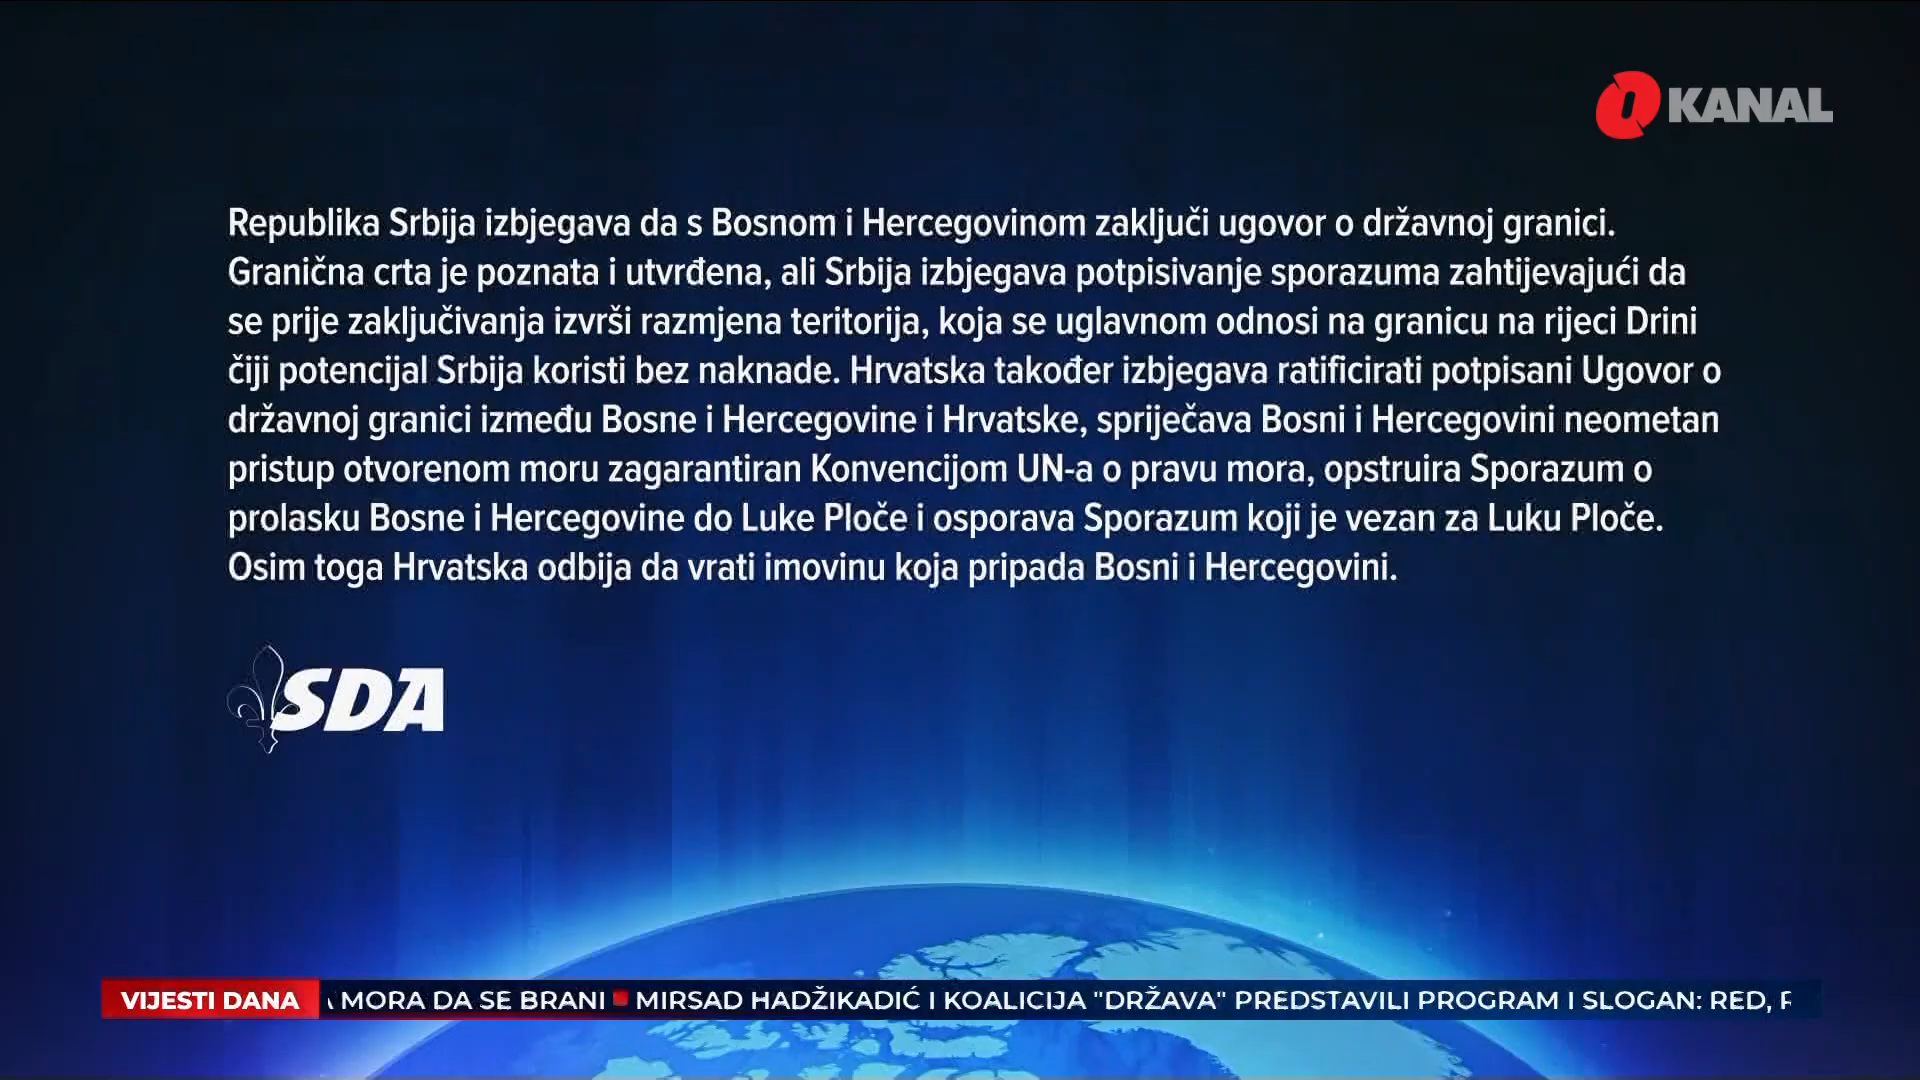 O KANAL
Republika Srbija izbjegava da s Bosnom i Hercegovinom zaključi ugovor o državnoj granici.
Granična crta je poznata i utvrđena, ali Srbija izbjegava potpisivanje sporazuma zahtijevajući da
se prije zaključivanja izvrši razmjena teritorija, koja se uglavnom odnosi na granicu na rijeci Drini
čiji potencijal Srbija koristi bez naknade. Hrvatska također izbjegava ratificirati potpisani Ugovor o
državnoj granici između Bosne i Hercegovine i Hrvatske, spriječava Bosni i Hercegovini neometan
pristup otvorenom moru zagarantiran Konvencijom UN-a o pravu mora, opstruira Sporazum o
prolasku Bosne i Hercegovine do Luke Ploče i osporava Sporazum koji je vezan za Luku Ploče.
Osim toga Hrvatska odbija da vrati imovinu koja pripada Bosni i Hercegovini.
SDA
VIJESTI DANA MORA DA SE BRANI MIRSAD HADŽIKADIĆ I KOALICIJA "DRŽAVA" PREDSTAVILI PROGRAM I SLOGAN: RED,